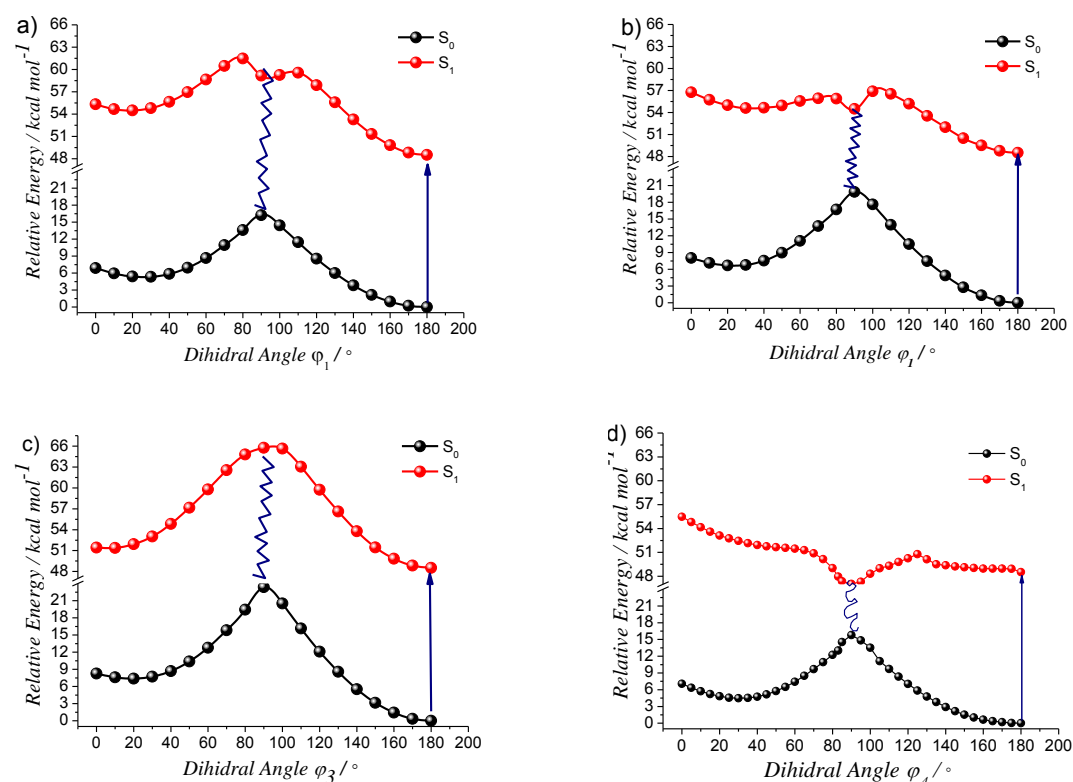 a)
66
63
60
57
54
51
48
21
18
15
12
9
6
3
0
Relative Energy / kcal mol⁻¹
S₀
S₁
0 20 40 60 80 100 120 140 160 180 200
Dihidral Angle φ₁ / °
b)
66
63
60
57
54
51
48
21
18
15
12
9
6
3
0
Relative Energy / kcal mol⁻¹
S₀
S₁
0 20 40 60 80 100 120 140 160 180 200
Dihidral Angle φ₁ / °
c)
66
63
60
57
54
51
48
21
18
15
12
9
6
3
0
Relative Energy / kcal mol⁻¹
S₀
S₁
0 20 40 60 80 100 120 140 160 180 200
Dihidral Angle φ₃ / °
d)
66
63
60
57
54
51
48
21
18
15
12
9
6
3
0
Relative Energy / kcal mol⁻¹
S₀
S₁
0 20 40 60 80 100 120 140 160 180 200
Dihidral Angle φ₄ / °